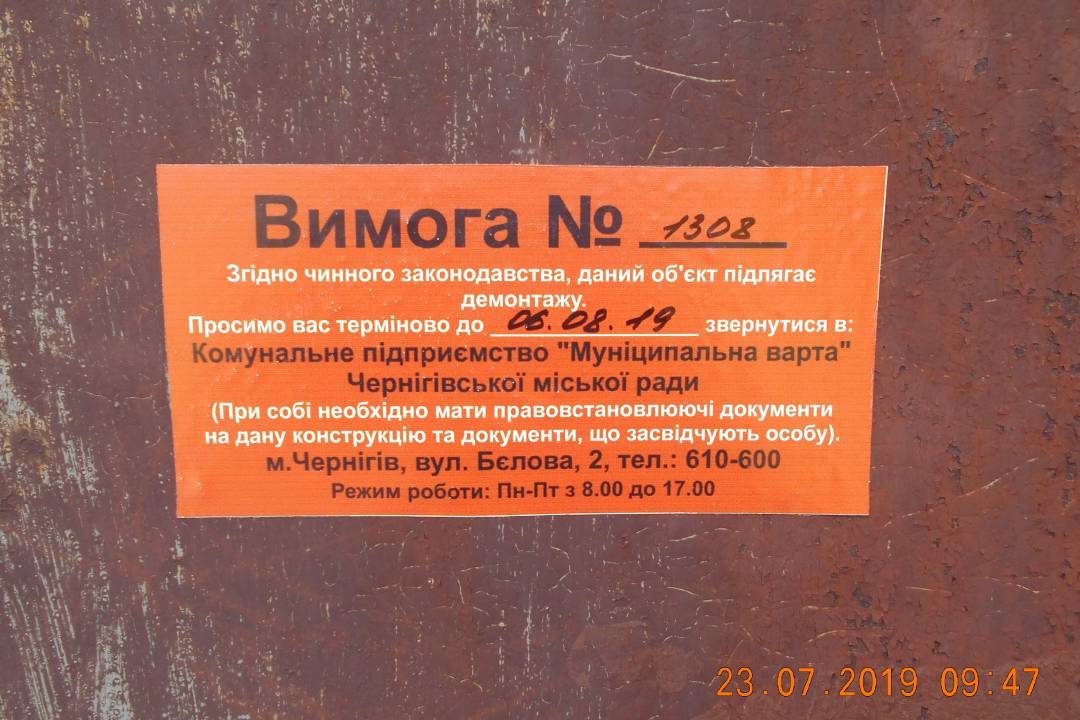 Вимога № 1308
Згідно чинного законодавства, даний об'єкт підлягає
демонтажу.
Просимо вас терміново до 06.08.19 звернутися в:
Комунальне підприємство "Муніципальна варта"
Чернігівської міської ради
(При собі необхідно мати правовстановлюючі документи
на дану конструкцію та документи, що засвідчують особу).
м.Чернігів, вул. Бєлова, 2, тел.: 610-600
Режим роботи: Пн-Пт з 8.00 до 17.00
23.07.2019 09:47